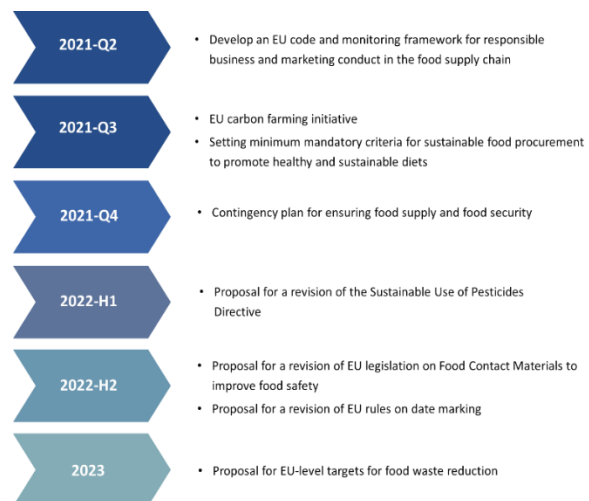 2021-Q2
• Develop an EU code and monitoring framework for responsible
business and marketing conduct in the food supply chain
2021-Q3
• EU carbon farming initiative
• Setting minimum mandatory criteria for sustainable food procurement
to promote healthy and sustainable diets
2021-Q4
• Contingency plan for ensuring food supply and food security
2022-H1
• Proposal for a revision of the Sustainable Use of Pesticides
Directive
2022-H2
• Proposal for a revision of EU legislation on Food Contact Materials to
improve food safety
• Proposal for a revision of EU rules on date marking
2023
• Proposal for EU-level targets for food waste reduction